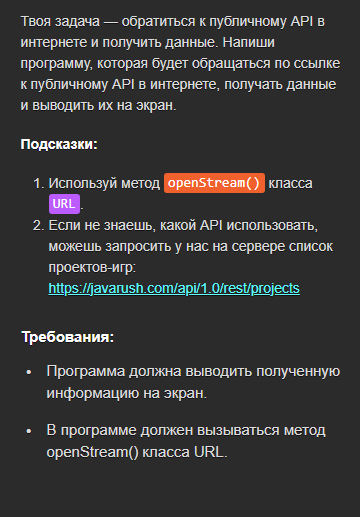 Твоя задача — обратиться к публичному API в
интернете и получить данные. Напиши
программу, которая будет обращаться по ссылке
к публичному API в интернете, получать данные
и выводить их на экран.
Подсказки:
1. Используй метод openStream() класса
URL.
2. Если не знаешь, какой API использовать,
можешь запросить у нас на сервере список
проектов-игр:
https://javarush.com/api/1.0/rest/projects
Требования:
• Программа должна выводить полученную
информацию на экран.
• В программе должен вызываться метод
openStream() класса URL.